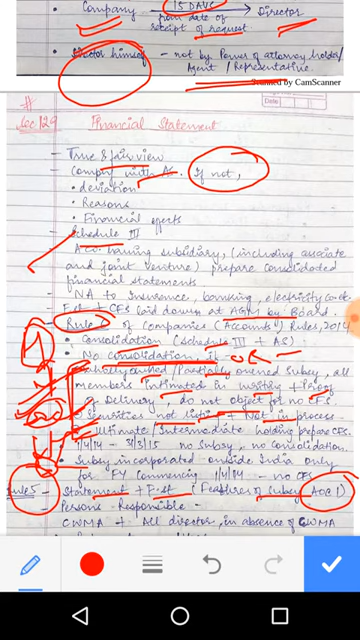 • Company 15 DAYS → Director
from date of
receipt of request
• Director himself - not by Power of attorney holder/
Agent / Representative
Scanned by CamScanner
Date
#
Sec-129 Financial Statement
- True & fair view
- Comply with AS. If not,
• deviation
• Reasons
• Financial effects
- Schedule III
- A co. having subsidiary, (including associate
and joint venture) prepare consolidated
financial statements
- NA to Insurance, banking, electricity co etc
- F.st + CFS laid down at AGM by Board.
- Rule of companies (Accounts) Rules, 2014
• Consolidation (schedule III + AS)
• No consolidation if OR
wholly owned / Partially owned Subsy, all
members Intimated in writing + Proof
of Delivery, do not object for no CFS
Securities not listed + Not in process
Ultimate / Intermediate holding prepare CFS.
1/4/14 - 31/3/15 no Subsy, no consolidation.
• Subsy incorporated outside India only
for FY commencing 1/4/14 - no CFS
Rule 5 - Statement + F.st (Features of Subsy AOC 1)
Persons Responsible -
CWMA + All director, in absence of CWMA